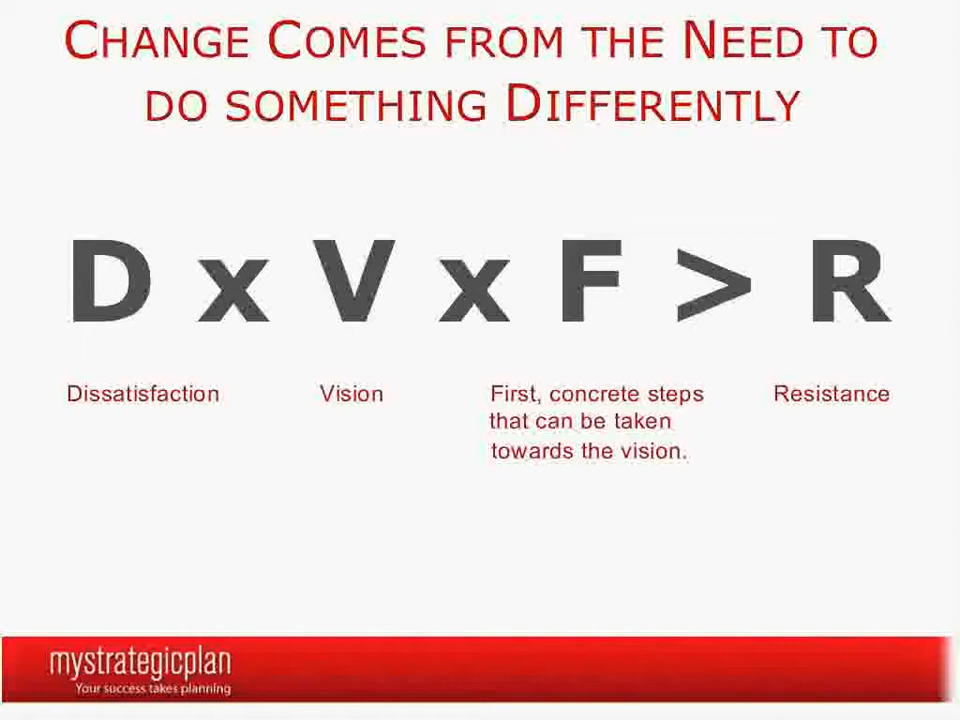 CHANGE COMES FROM THE NEED TO
DO SOMETHING DIFFERENTLY
D x V x F > R
Dissatisfaction
Vision
First, concrete steps
that can be taken
towards the vision.
Resistance
mystrategicplan
Your success takes planning